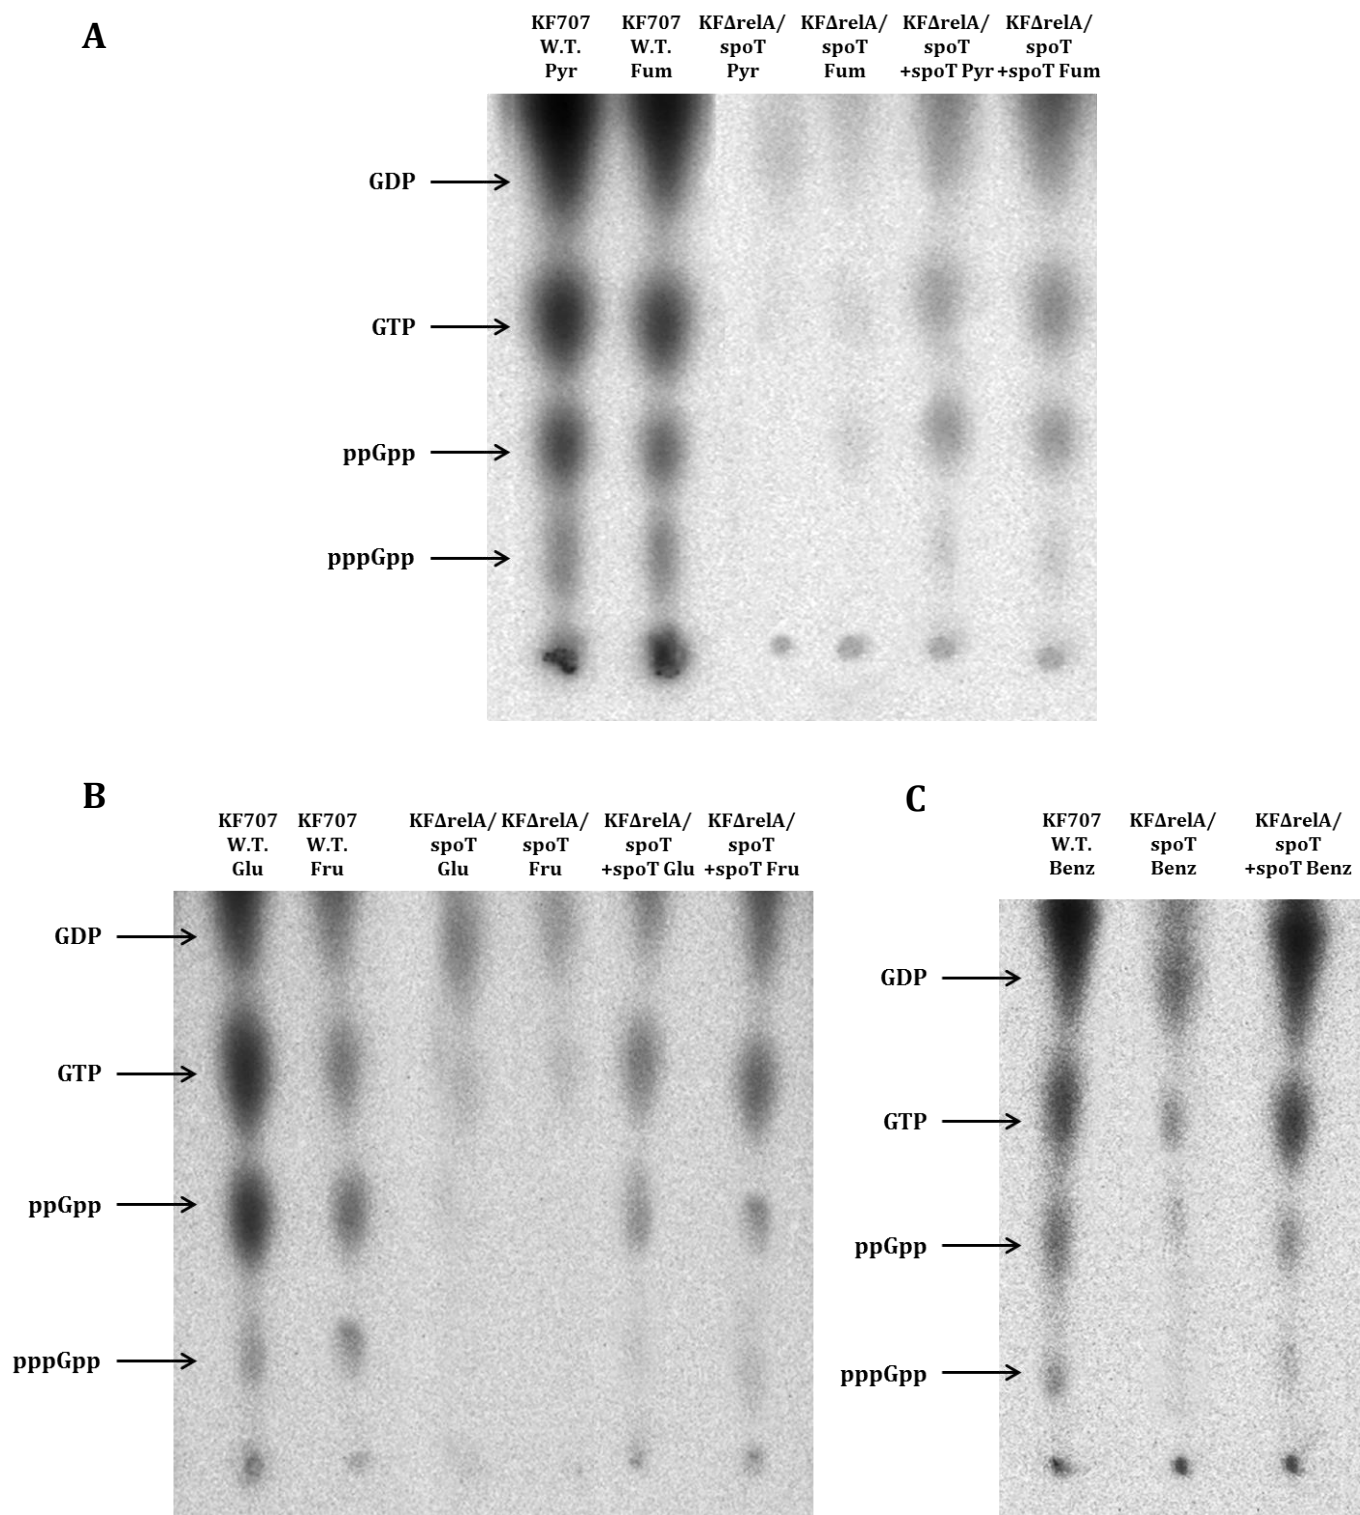 A
KF707 W.T. Pyr
KF707 W.T. Fum
KFΔrelA/ spoT Pyr
KFΔrelA/ spoT Fum
KFΔrelA/ spoT +spoT Pyr
KFΔrelA/ spoT +spoT Fum
GDP
GTP
ppGpp
pppGpp
B
KF707 W.T. Glu
KF707 W.T. Fru
KFΔrelA/ spoT Glu
KFΔrelA/ spoT Fru
KFΔrelA/ spoT +spoT Glu
KFΔrelA/ spoT +spoT Fru
GDP
GTP
ppGpp
pppGpp
C
KF707 W.T. Benz
KFΔrelA/ spoT Benz
KFΔrelA/ spoT +spoT Benz
GDP
GTP
ppGpp
pppGpp